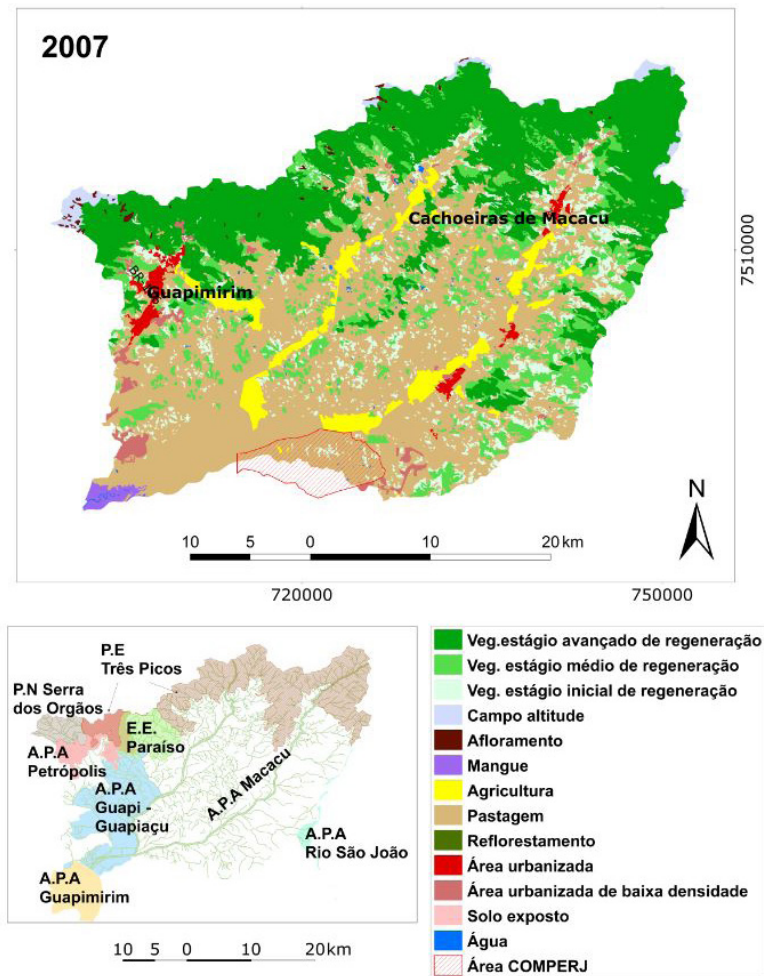 2007
Cachoeiras de Macacu
BR
Guapimirim
7510000
N
10 5 0 10 20 km
720000 750000
P.E
Três Picos
P.N Serra
dos Orgãos
E.E.
Paraíso
A.P.A
Petrópolis
A.P.A
Guapi -
Guapiaçu
A.P.A Macacu
A.P.A
Rio São João
A.P.A
Guapimirim
10 5 0 10 20 km
Veg.estágio avançado de regeneração
Veg. estágio médio de regeneração
Veg. estágio inicial de regeneração
Campo altitude
Afloramento
Mangue
Agricultura
Pastagem
Reflorestamento
Área urbanizada
Área urbanizada de baixa densidade
Solo exposto
Água
Área COMPERJ